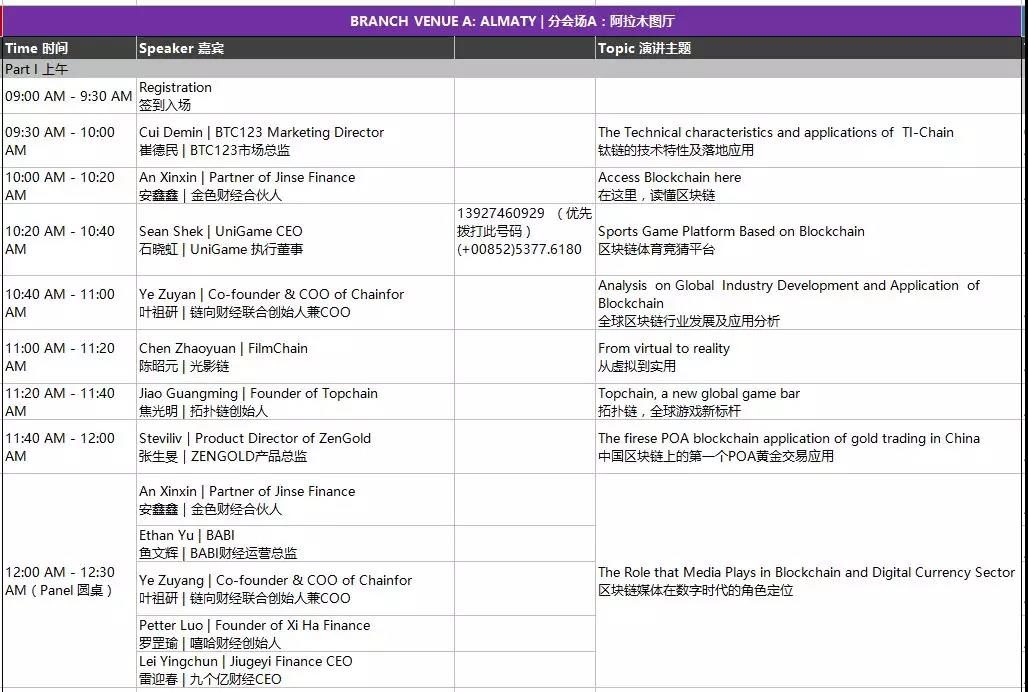 BRANCH VENUE A: ALMATY | 分会场A：阿拉木图厅
Time 时间 Speaker 嘉宾 Topic 演讲主题
Part I 上午
09:00 AM - 9:30 AM
Registration
签到入场
09:30 AM - 10:00
AM
Cui Demin | BTC123 Marketing Director
崔德民 | BTC123市场总监
The Technical characteristics and applications of TI-Chain
钛链的技术特性及落地应用
10:00 AM - 10:20
AM
An Xinxin | Partner of Jinse Finance
安鑫鑫 | 金色财经合伙人
Access Blockchain here
在这里，读懂区块链
10:20 AM - 10:40
AM
Sean Shek | UniGame CEO
石晓虹 | UniGame 执行董事
13927460929 （优先
拨打此号码）
(+00852)5377.6180
Sports Game Platform Based on Blockchain
区块链体育竞猜平台
10:40 AM - 11:00
AM
Ye Zuyan | Co-founder & COO of Chainfor
叶祖研 | 链向财经联合创始人兼COO
Analysis on Global Industry Development and Application of
Blockchain
全球区块链行业发展及应用分析
11:00 AM - 11:20
AM
Chen Zhaoyuan | FilmChain
陈昭元 | 光影链
From virtual to reality
从虚拟到实用
11:20 AM - 11:40
AM
Jiao Guangming | Founder of Topchain
焦光明 | 拓扑链创始人
Topchain, a new global game bar
拓扑链，全球游戏新标杆
11:40 AM - 12:00
AM
Steviliv | Product Director of ZenGold
张生旻 | ZENGOLD产品总监
The firese POA blockchain application of gold trading in China
中国区块链上的第一个POA黄金交易应用
12:00 AM - 12:30
AM（Panel 圆桌）
An Xinxin | Partner of Jinse Finance
安鑫鑫 | 金色财经合伙人
Ethan Yu | BABI
鱼文辉 | BABI财经运营总监
Ye Zuyang | Co-founder & COO of Chainfor
叶祖研 | 链向财经联合创始人兼COO
Petter Luo | Founder of Xi Ha Finance
罗罡瑜 | 嘻哈财经创始人
Lei Yingchun | Jiugeyi Finance CEO
雷迎春 | 九个亿财经CEO
The Role that Media Plays in Blockchain and Digital Currency Sector
区块链媒体在数字时代的角色定位